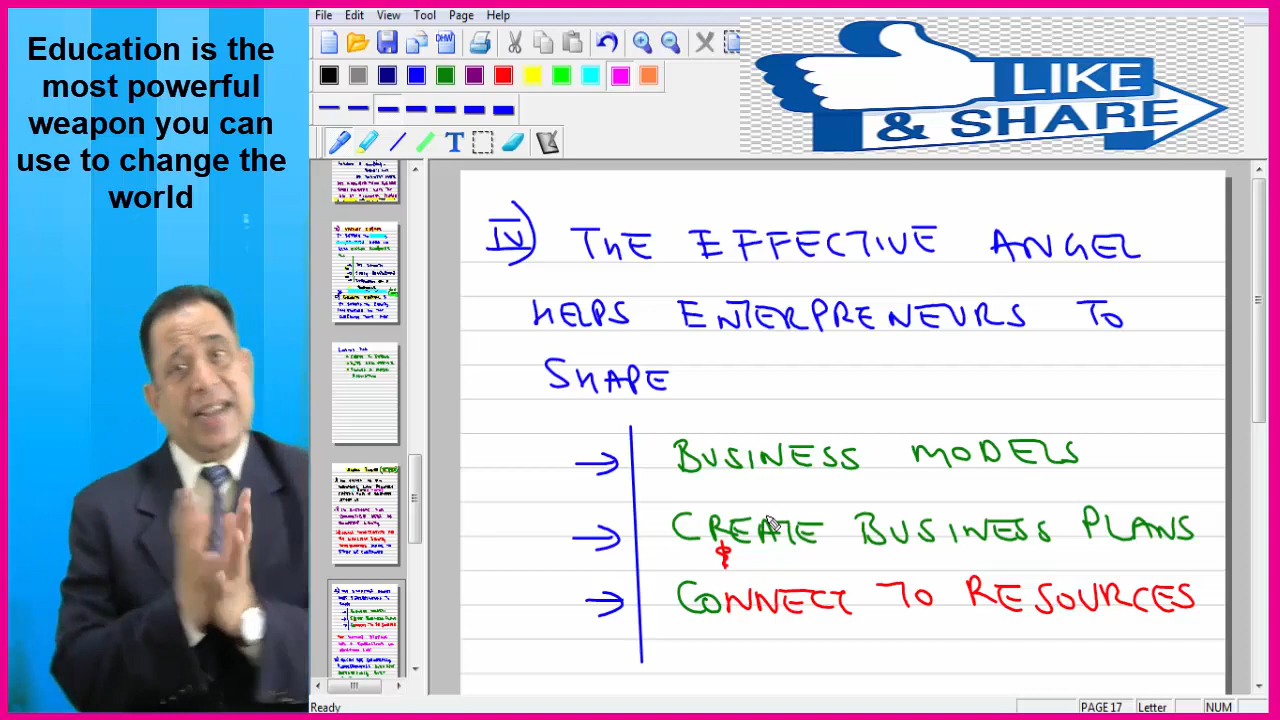 Education is the
most powerful
weapon you can
use to change the
world
File Edit View Tool Page Help
DHW
LIKE
& SHARE
IV) THE EFFECTIVE ANGEL
HELPS ENTERPRENEURS TO
SHAPE
→ BUSINESS MODELS
→ CREATE BUSINESS PLANS
→ CONNECT TO RESOURCES
Ready PAGE 17 Letter NUM